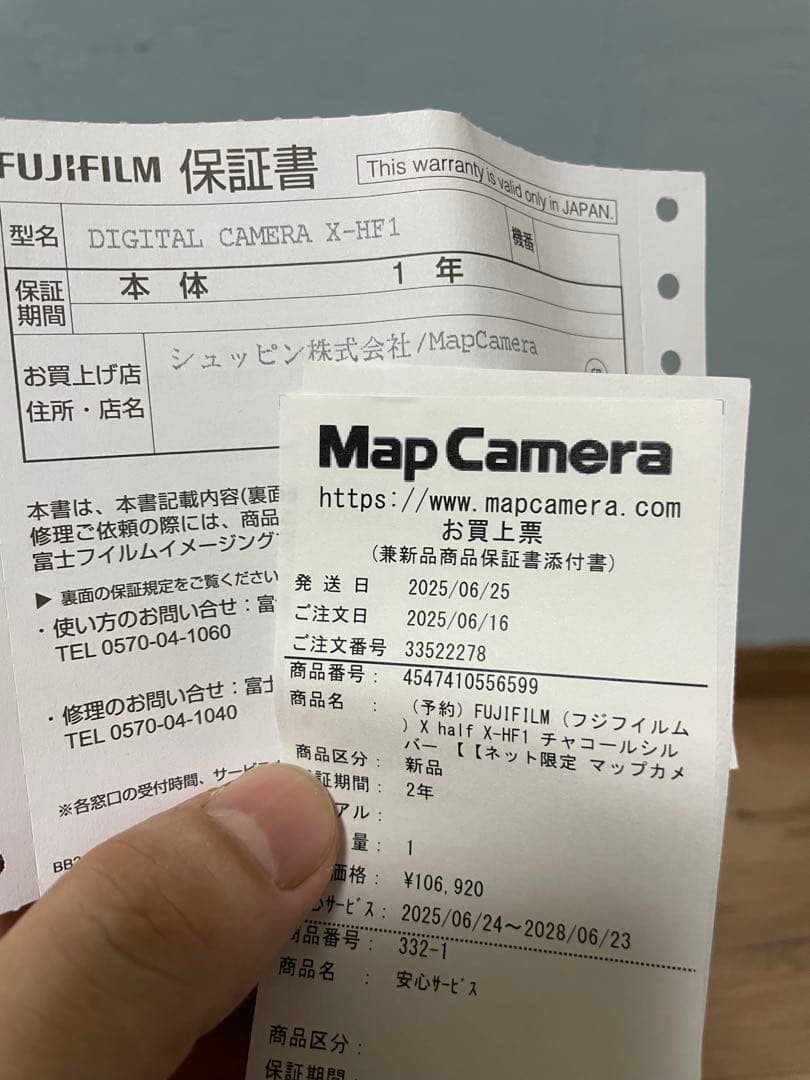 FUJIFILM 保証書
This warranty is valid only in JAPAN.
型名 DIGITAL CAMERA X-HF1 機番
保証期間 本体 1年
お買上げ店 シュッピン株式会社/MapCamera
住所・店名
本書は、本書記載内容(裏面
修理ご依頼の際には、商品
富士フイルムイメージング
▶ 裏面の保証規定をご覧ください
・使い方のお問い合せ：富
TEL 0570-04-1060
・修理のお問い合せ：富士
TEL 0570-04-1040
※各窓口の受付時間、サービス
Map Camera
https://www.mapcamera.com
お買上票
(兼新品商品保証書添付書)
発送日 2025/06/25
ご注文日 2025/06/16
ご注文番号 33522278
商品番号： 4547410556599
商品名 ： (予約) FUJIFILM (フジフイルム
) X half X-HF1 チャコールシル
バー 【【ネット限定 マップカメ
商品区分： 新品
証期間： 2年
アル：
量： 1
価格： ¥106,920
心ｻｰﾋﾞｽ： 2025/06/24～2028/06/23
商品番号： 332-1
商品名 ： 安心ｻｰﾋﾞｽ
商品区分：
保証期間：